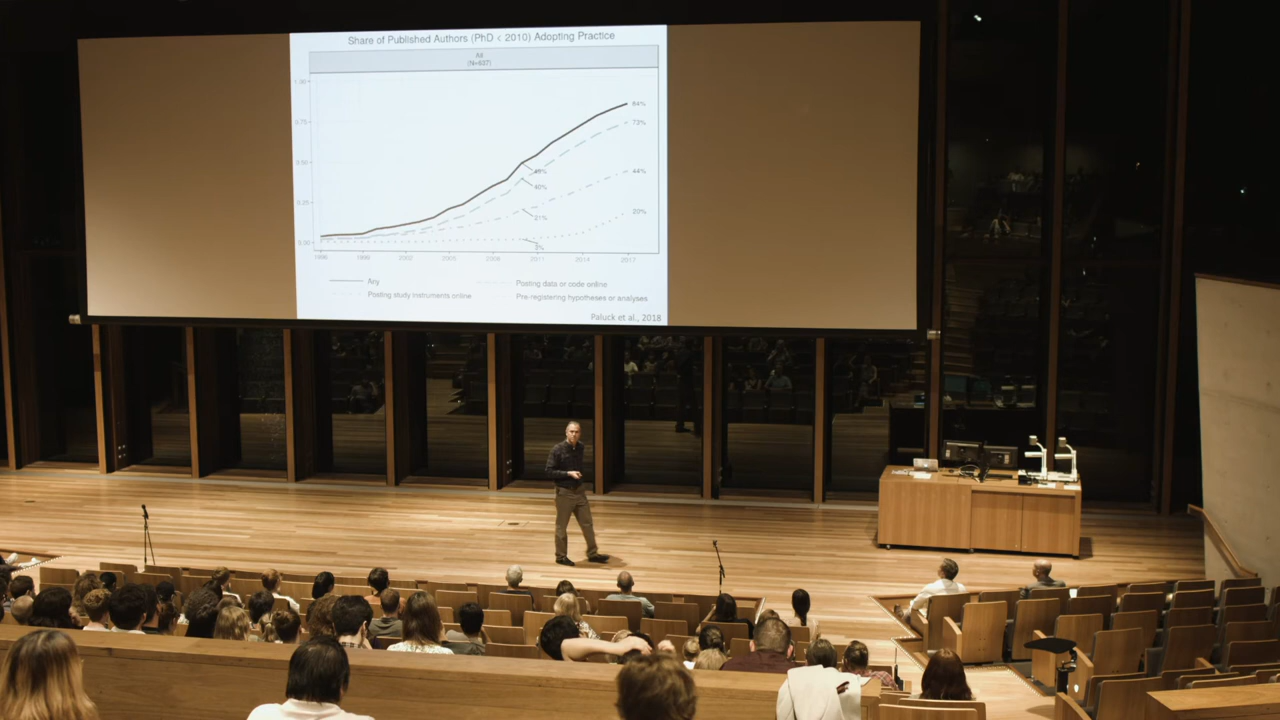 Share of Published Authors (PhD < 2010) Adopting Practice
All
(N=637)
1.00
0.75
0.50
0.25
0.00
84%
73%
44%
20%
49%
40%
21%
3%
1996 1999 2002 2005 2008 2011 2014 2017
Any Posting data or code online
Posting study instruments online Pre-registering hypotheses or analyses
Paluck et al., 2018